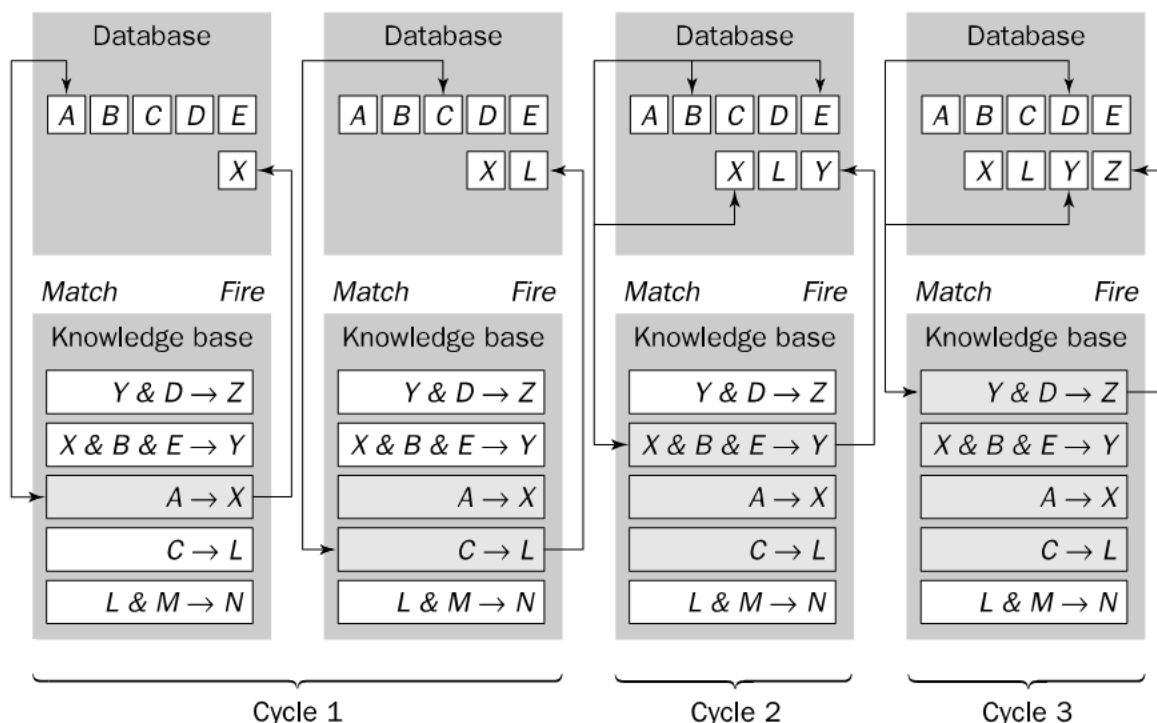 Database
A B C D E
X
Match Fire
Knowledge base
Y & D → Z
X & B & E → Y
A → X
C → L
L & M → N
Database
A B C D E
X L
Match Fire
Knowledge base
Y & D → Z
X & B & E → Y
A → X
C → L
L & M → N
Cycle 1
Database
A B C D E
X L Y
Match Fire
Knowledge base
Y & D → Z
X & B & E → Y
A → X
C → L
L & M → N
Cycle 2
Database
A B C D E
X L Y Z
Match Fire
Knowledge base
Y & D → Z
X & B & E → Y
A → X
C → L
L & M → N
Cycle 3